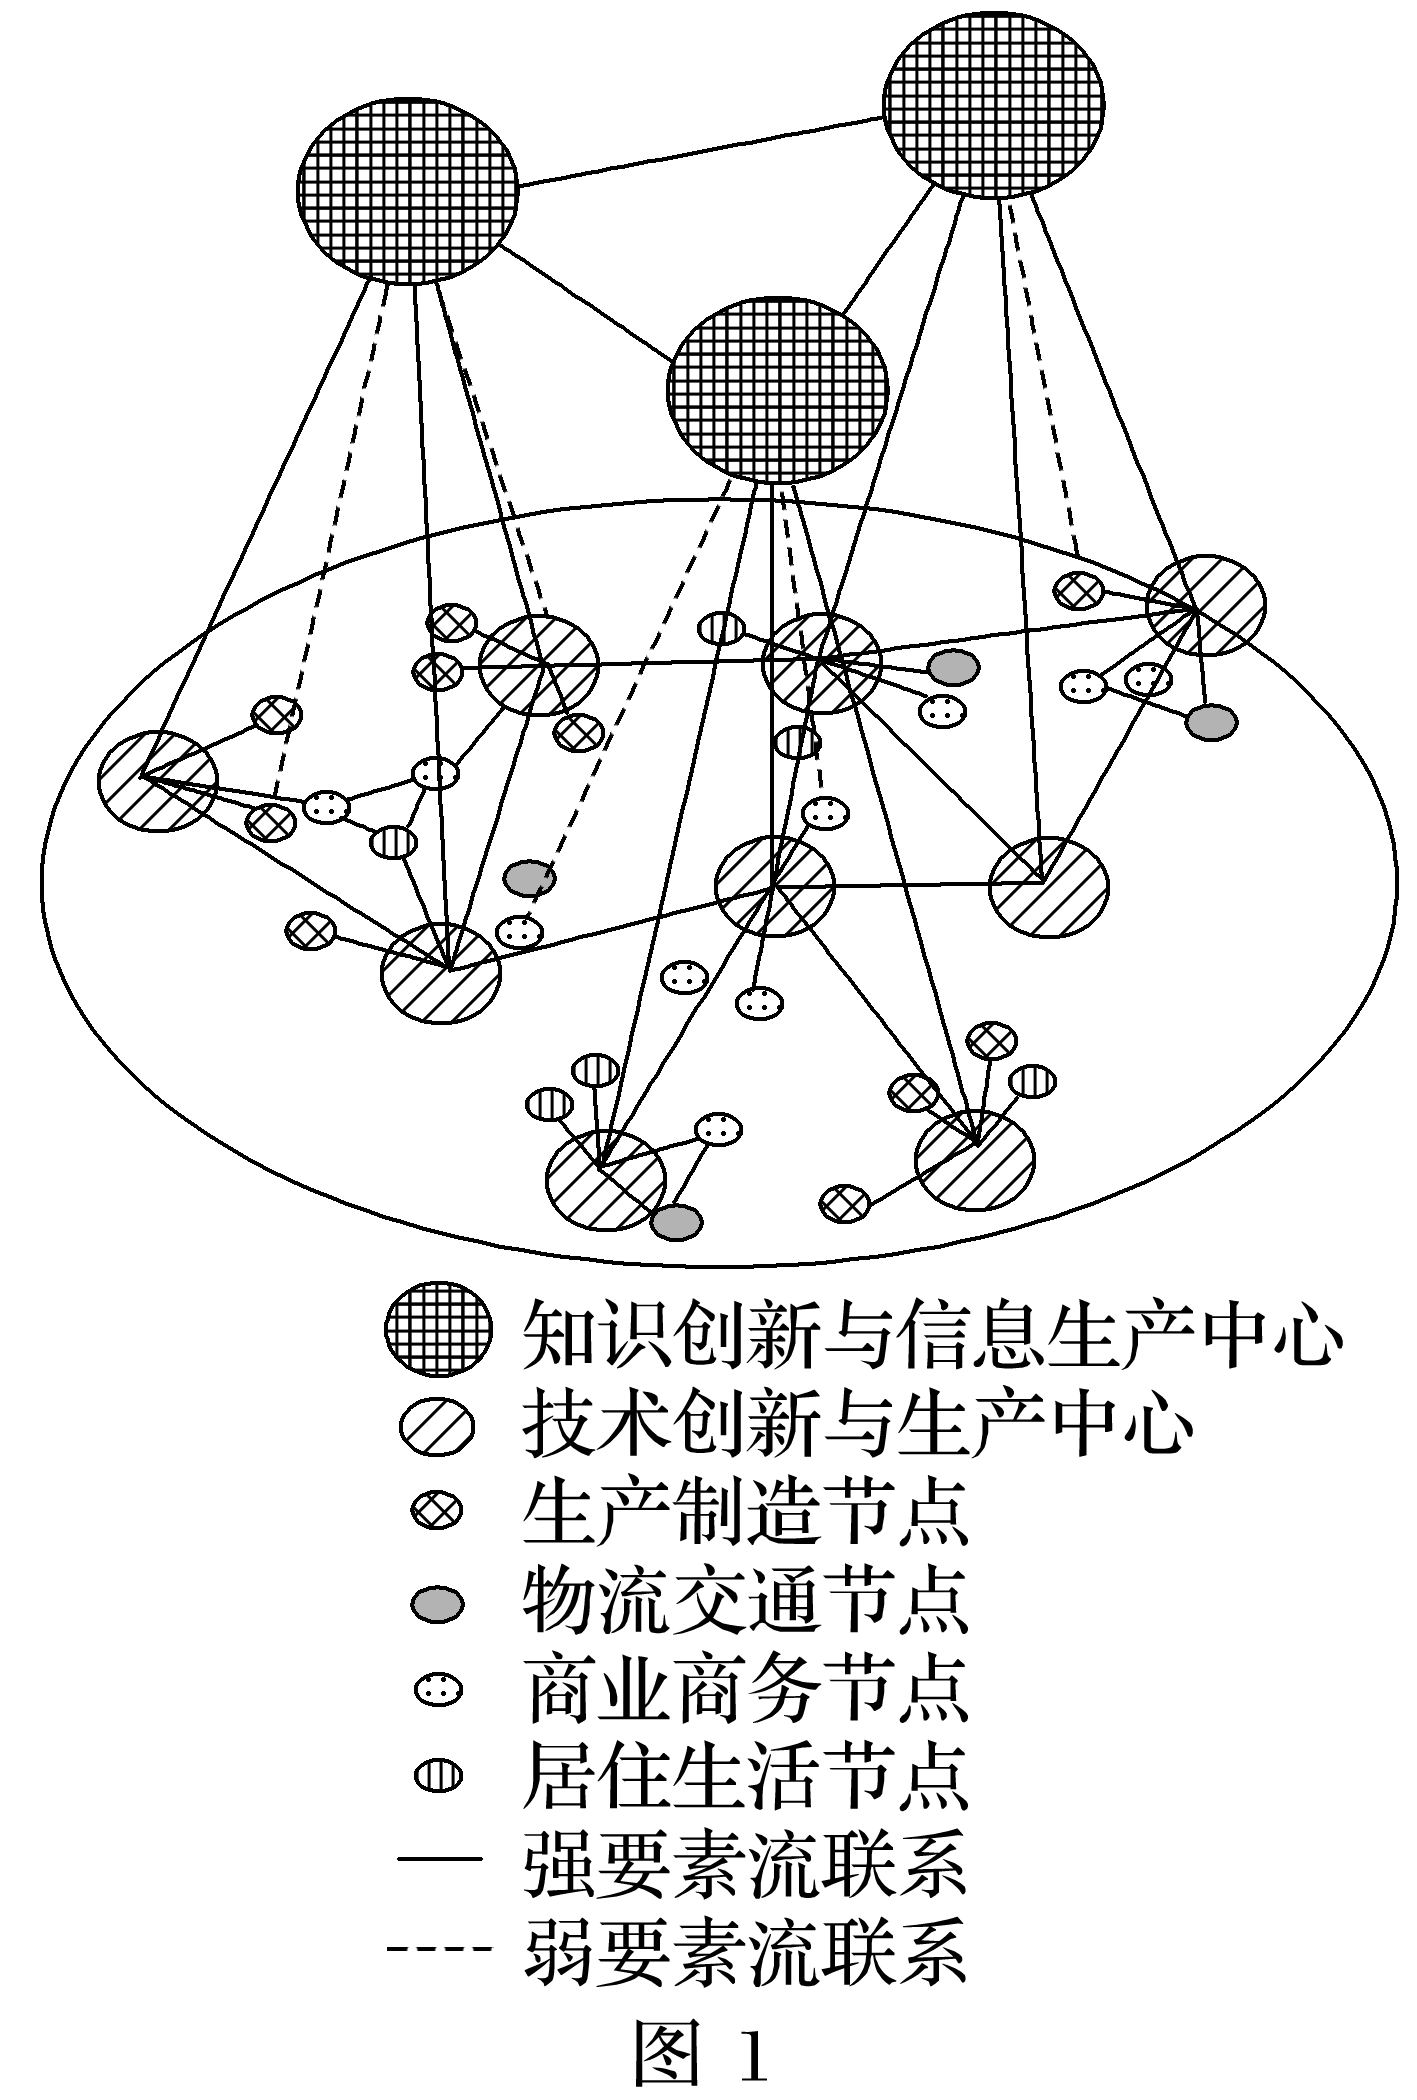 知识创新与信息生产中心
技术创新与生产中心
生产制造节点
物流交通节点
商业商务节点
居住生活节点
强要素流联系
弱要素流联系
图 1